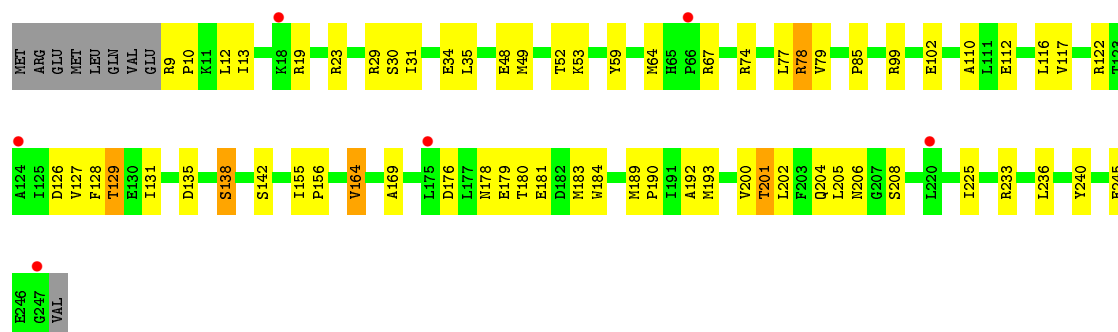 MET ARG GLU MET LEU GLN VAL GLU R9 P10 K11 L12 I13 K18 R19 R23 R29 S30 I31 E34 L35 E48 M49 T52 K53 Y59 M64 H65 P66 R67 R74 L77 R78 V79 P85 R99 E102 A110 L111 E112 L116 V117 R122 T123
A124 I125 D126 V127 F128 T129 E130 I131 D135 S138 S142 I155 P156 V164 A169 L175 D176 L177 N178 E179 T180 E181 D182 M183 W184 M189 P190 I191 A192 M193 V200 T201 L202 F203 Q204 L205 N206 G207 S208 L220 I225 R233 L236 Y240
E246 G247 VAL